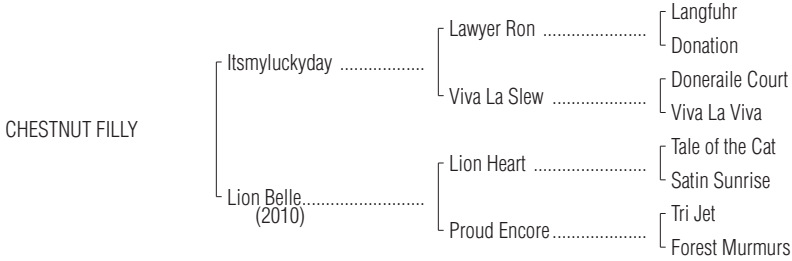 Langfuhr
Lawyer Ron ......................
Donation
Itsmyluckyday ..................
Doneraile Court
Viva La Slew ....................
Viva La Viva
CHESTNUT FILLY
Tale of the Cat
Lion Heart ........................
Satin Sunrise
Lion Belle..........................
(2010)
Tri Jet
Proud Encore....................
Forest Murmurs